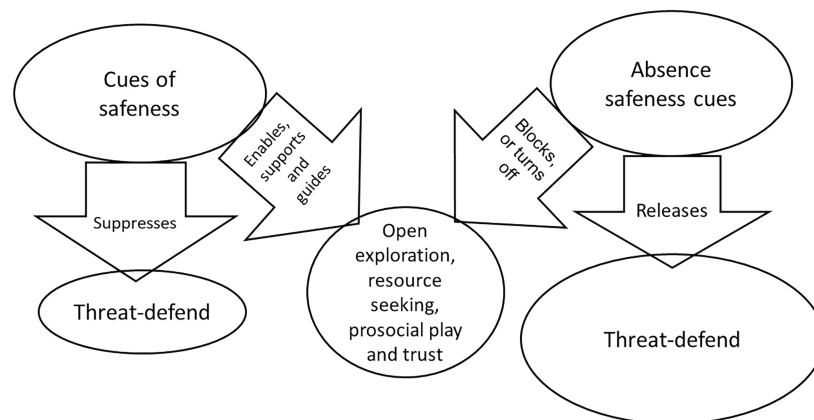 Cues of
safeness
Absence
safeness cues
Enables,
supports
and
guides
Blocks,
or turns
off
Suppresses
Releases
Open
exploration,
resource
seeking,
prosocial play
and trust
Threat-defend
Threat-defend